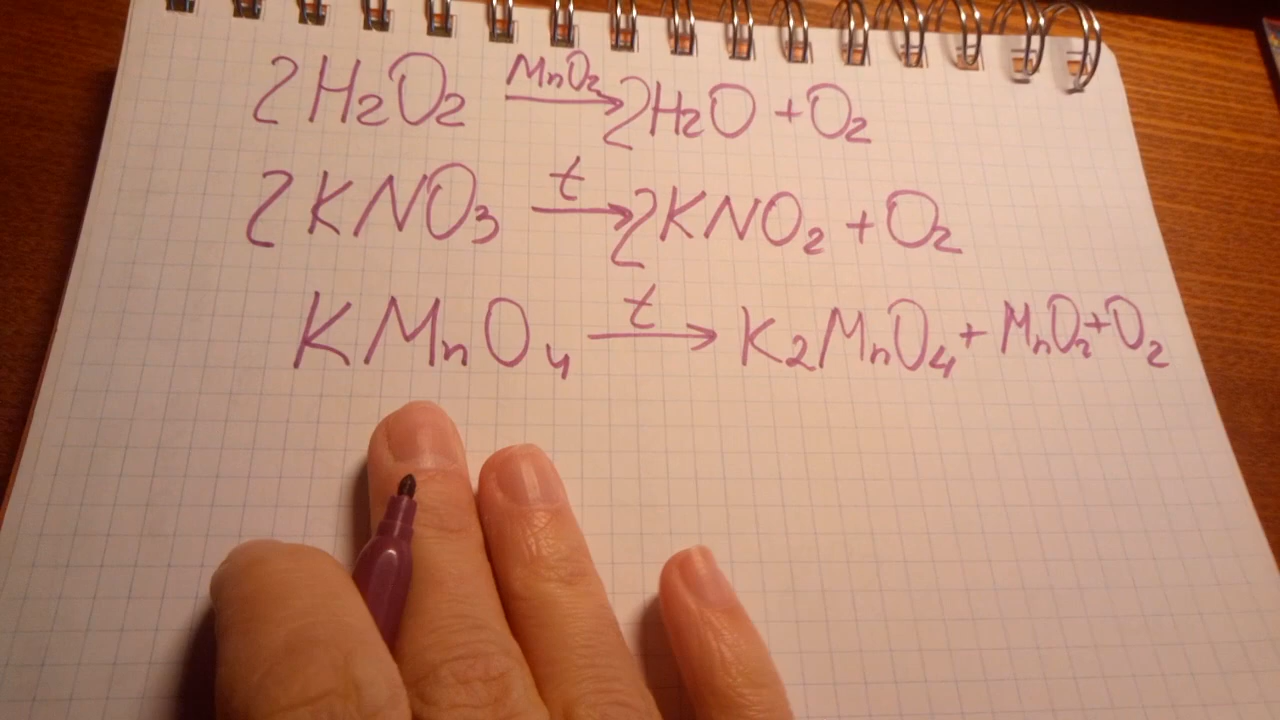 2H₂O₂ →MnO₂ 2H₂O + O₂
2KNO₃ →t 2KNO₂ + O₂
KMnO₄ →t K₂MnO₄ + MnO₂ + O₂